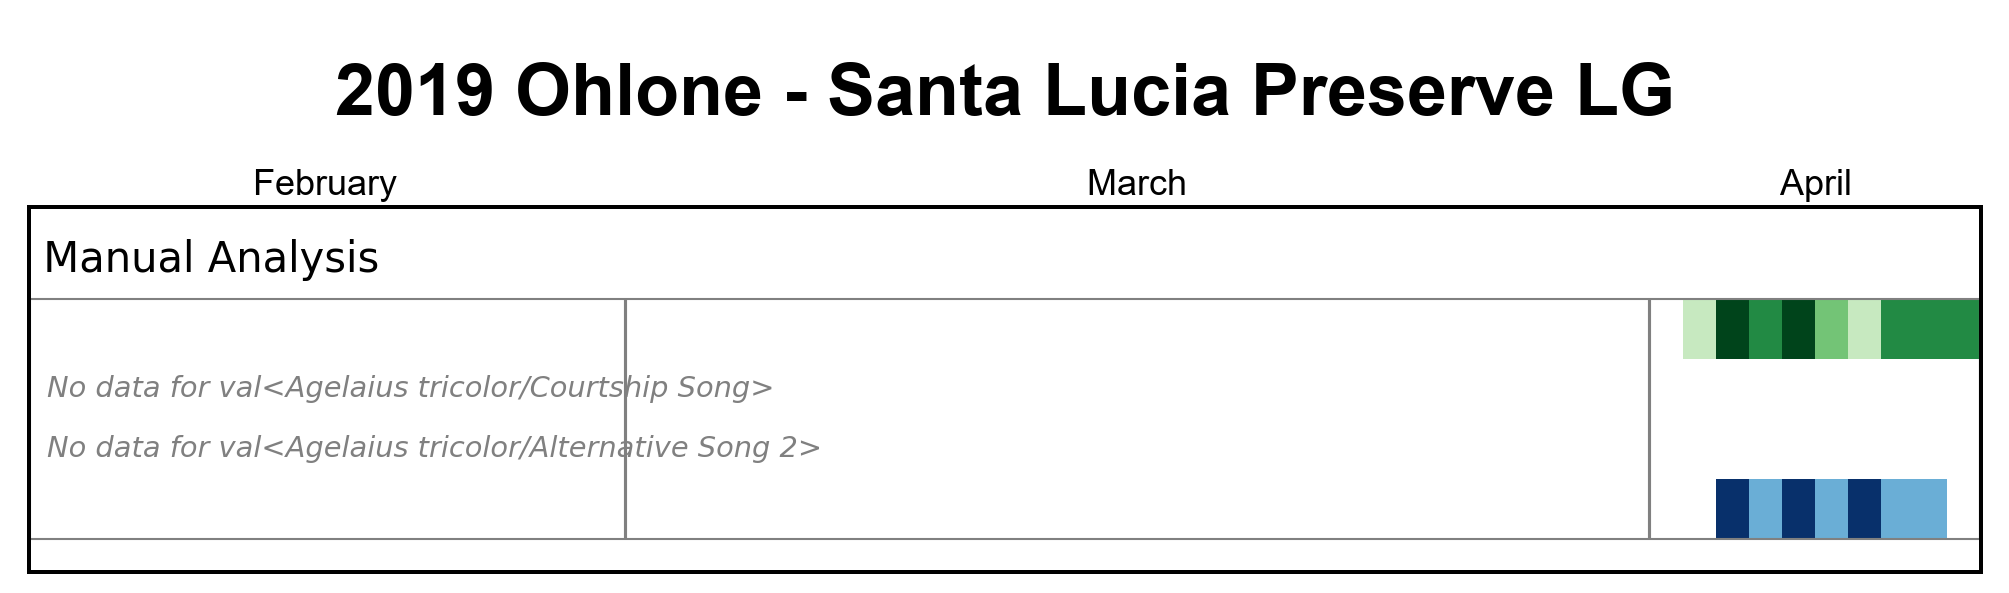 2019 Ohlone - Santa Lucia Preserve LG
February March April
Manual Analysis
No data for val<Agelaius tricolor/Courtship Song>
No data for val<Agelaius tricolor/Alternative Song 2>